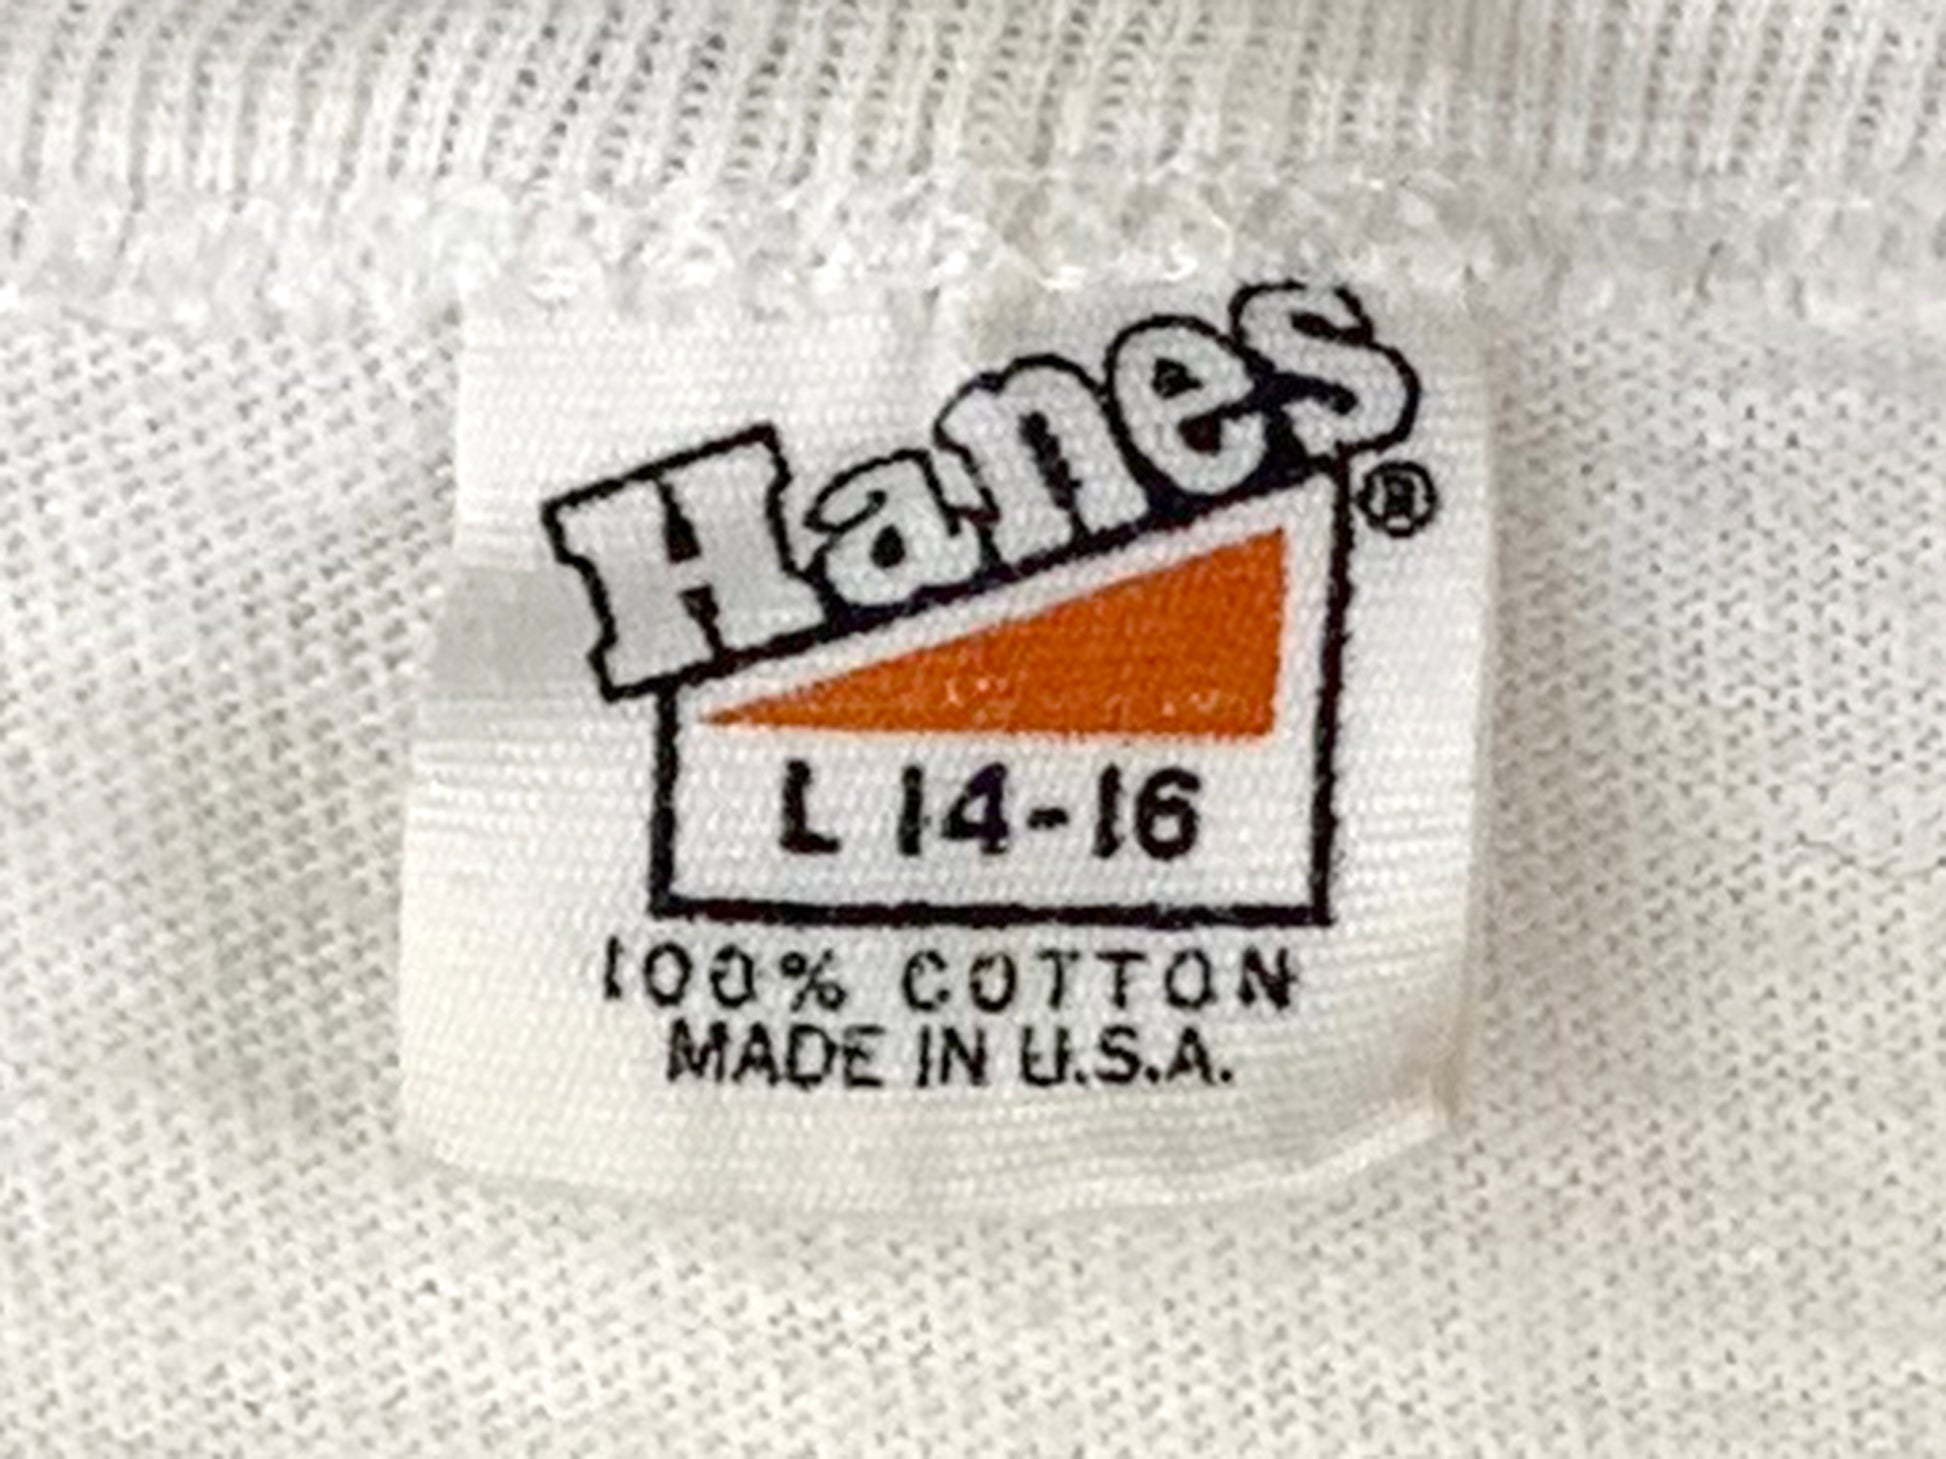 Hanes®
L 14-16
100% COTTON
MADE IN U.S.A.